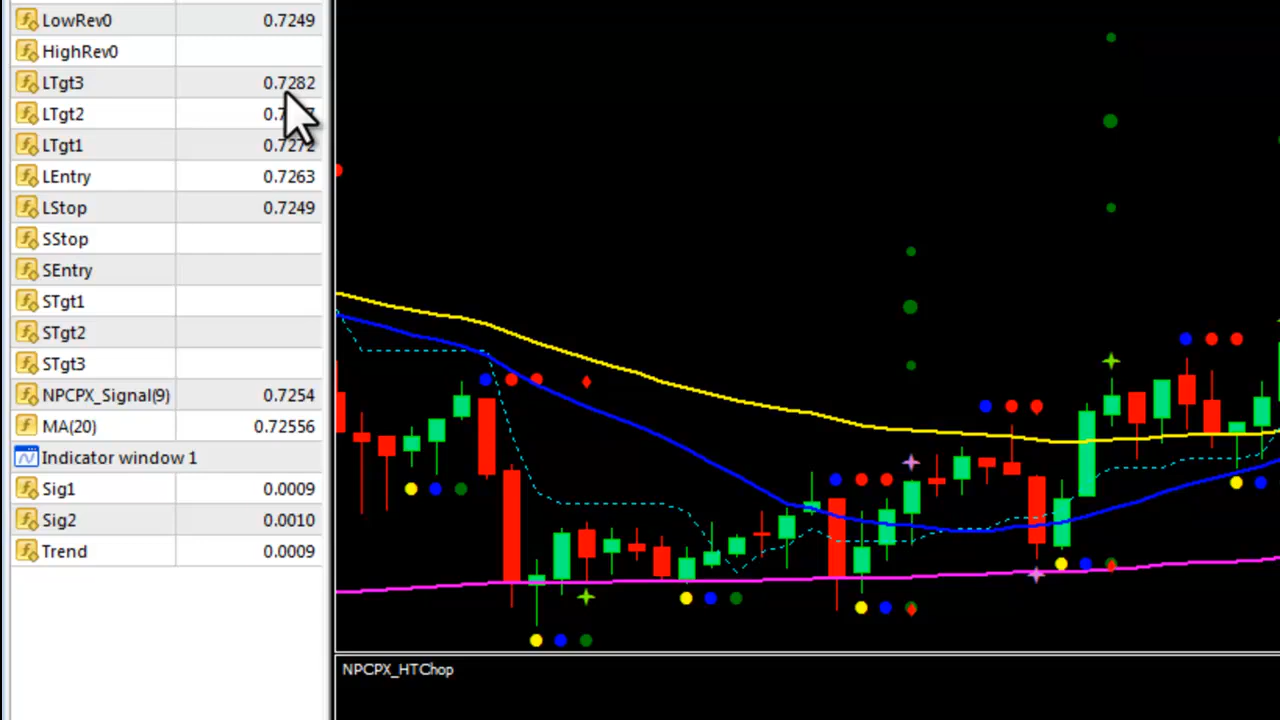 LowRev0 0.7249
HighRev0
LTgt3 0.7282
LTgt2
LTgt1 0.7272
LEntry 0.7263
LStop 0.7249
SStop
SEntry
STgt1
STgt2
STgt3
NPCPX_Signal(9) 0.7254
MA(20) 0.72556
Indicator window 1
Sig1 0.0009
Sig2 0.0010
Trend 0.0009
NPCPX_HTChop